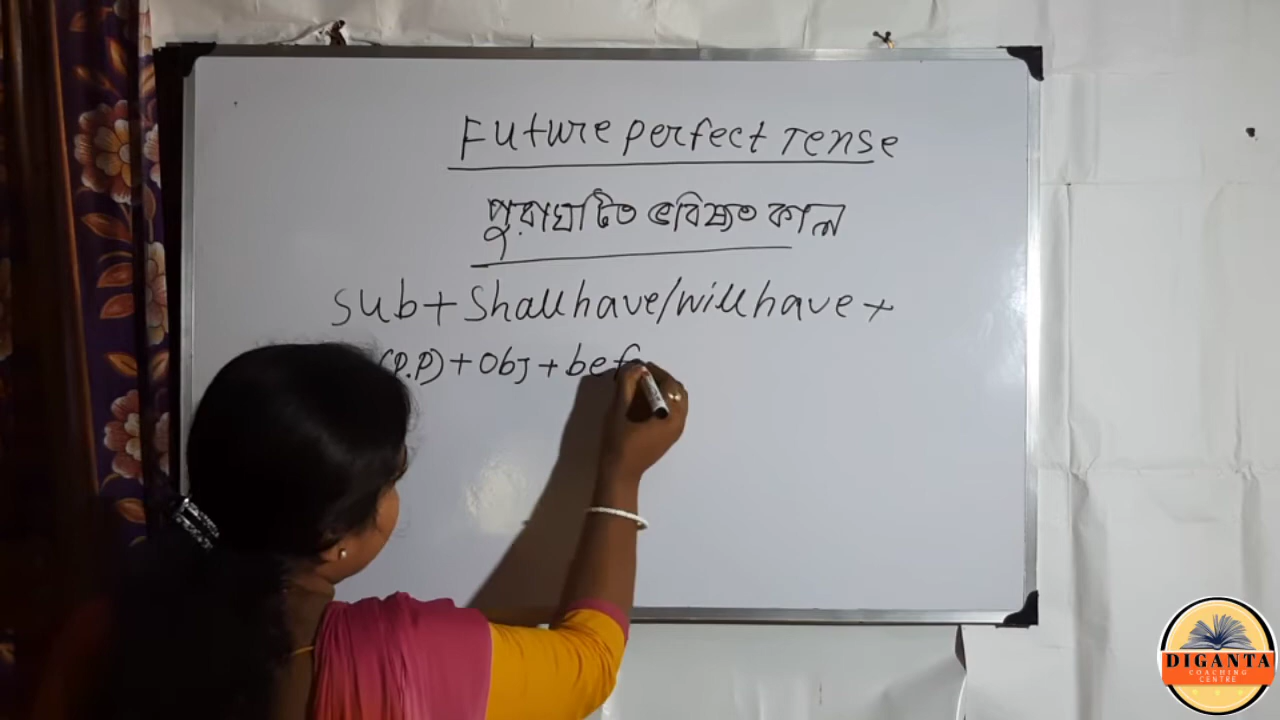 Future perfect Tense
পুরাঘটিত ভবিষ্যত কাল
sub + Shall have/will have +
(P.P) + Obj + bef
DIGANTA
COACHING
CENTRE